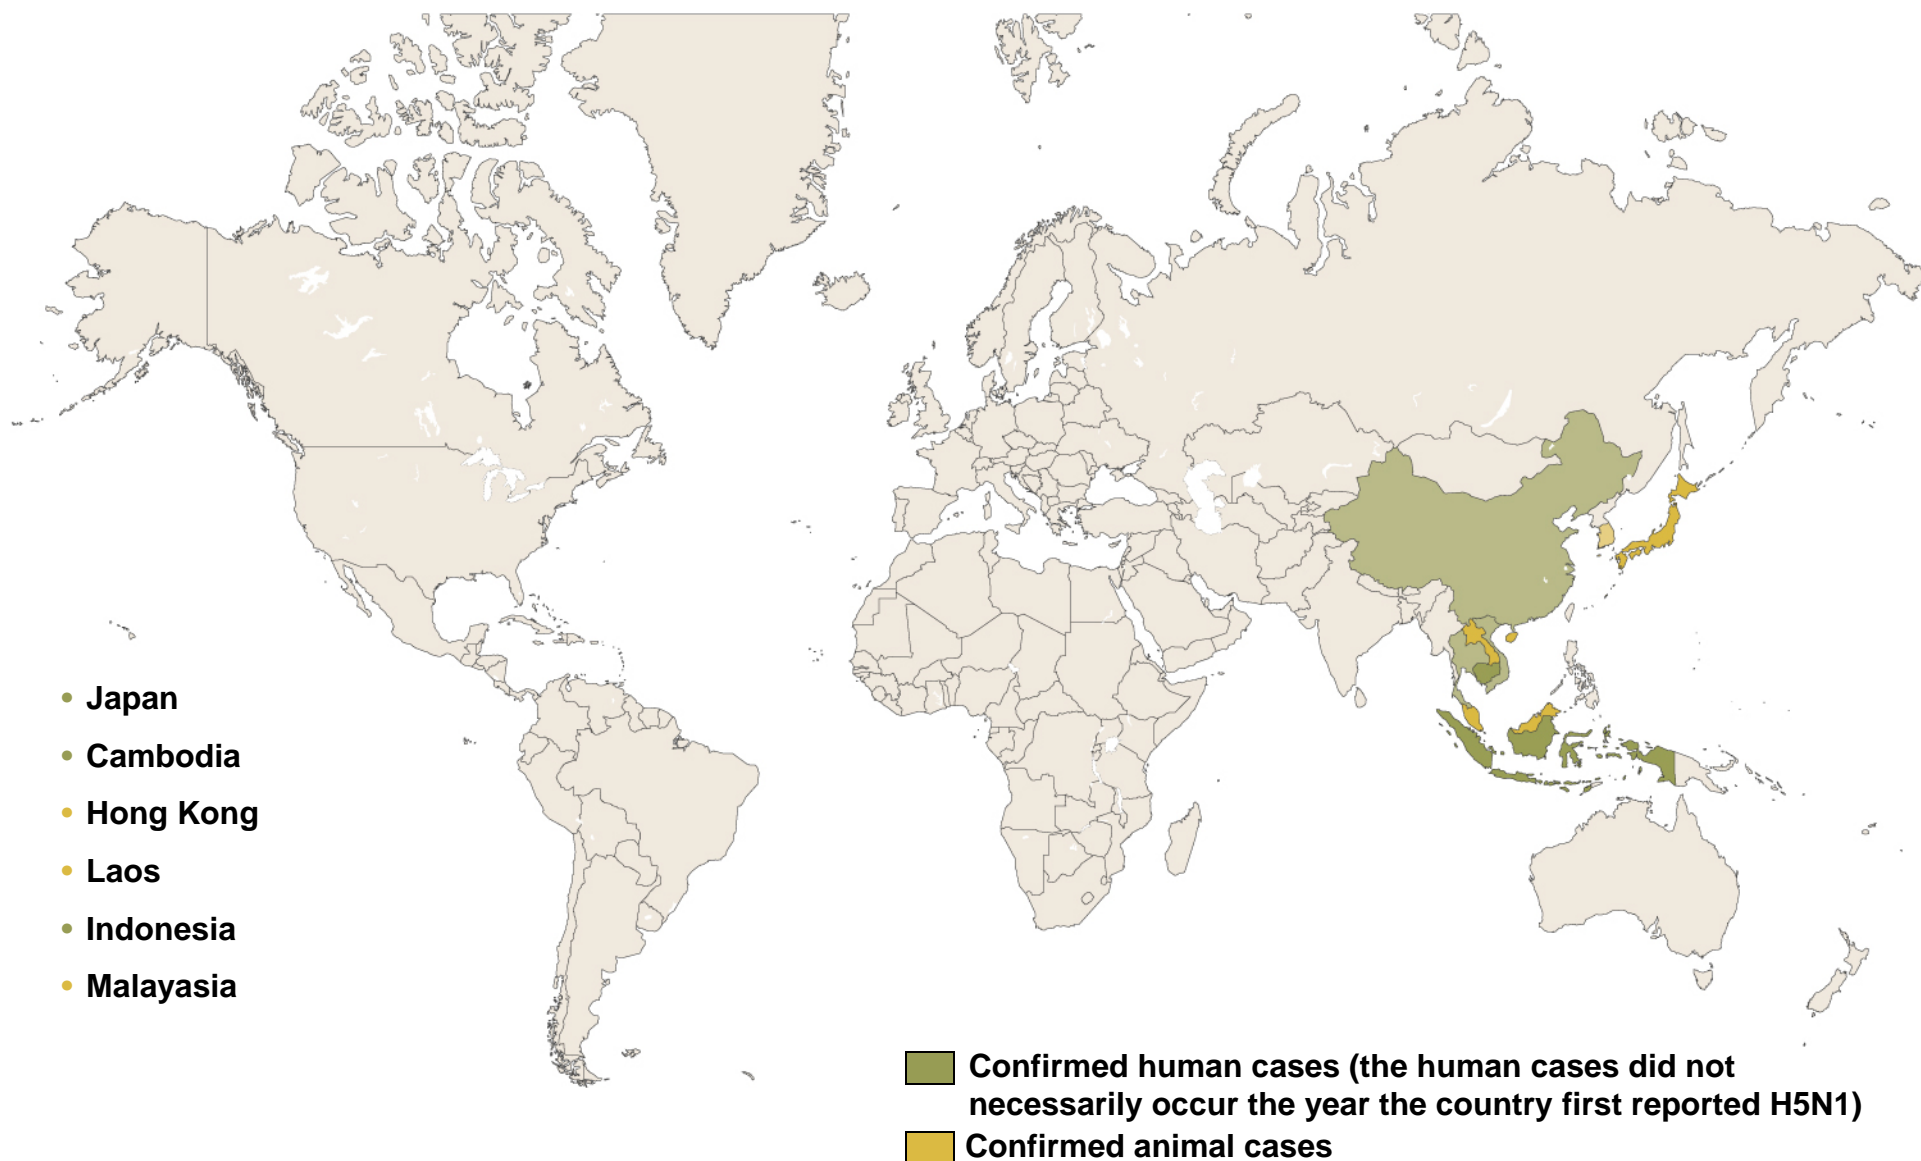 • Japan
• Cambodia
• Hong Kong
• Laos
• Indonesia
• Malayasia
Confirmed human cases (the human cases did not
necessarily occur the year the country first reported H5N1)
Confirmed animal cases